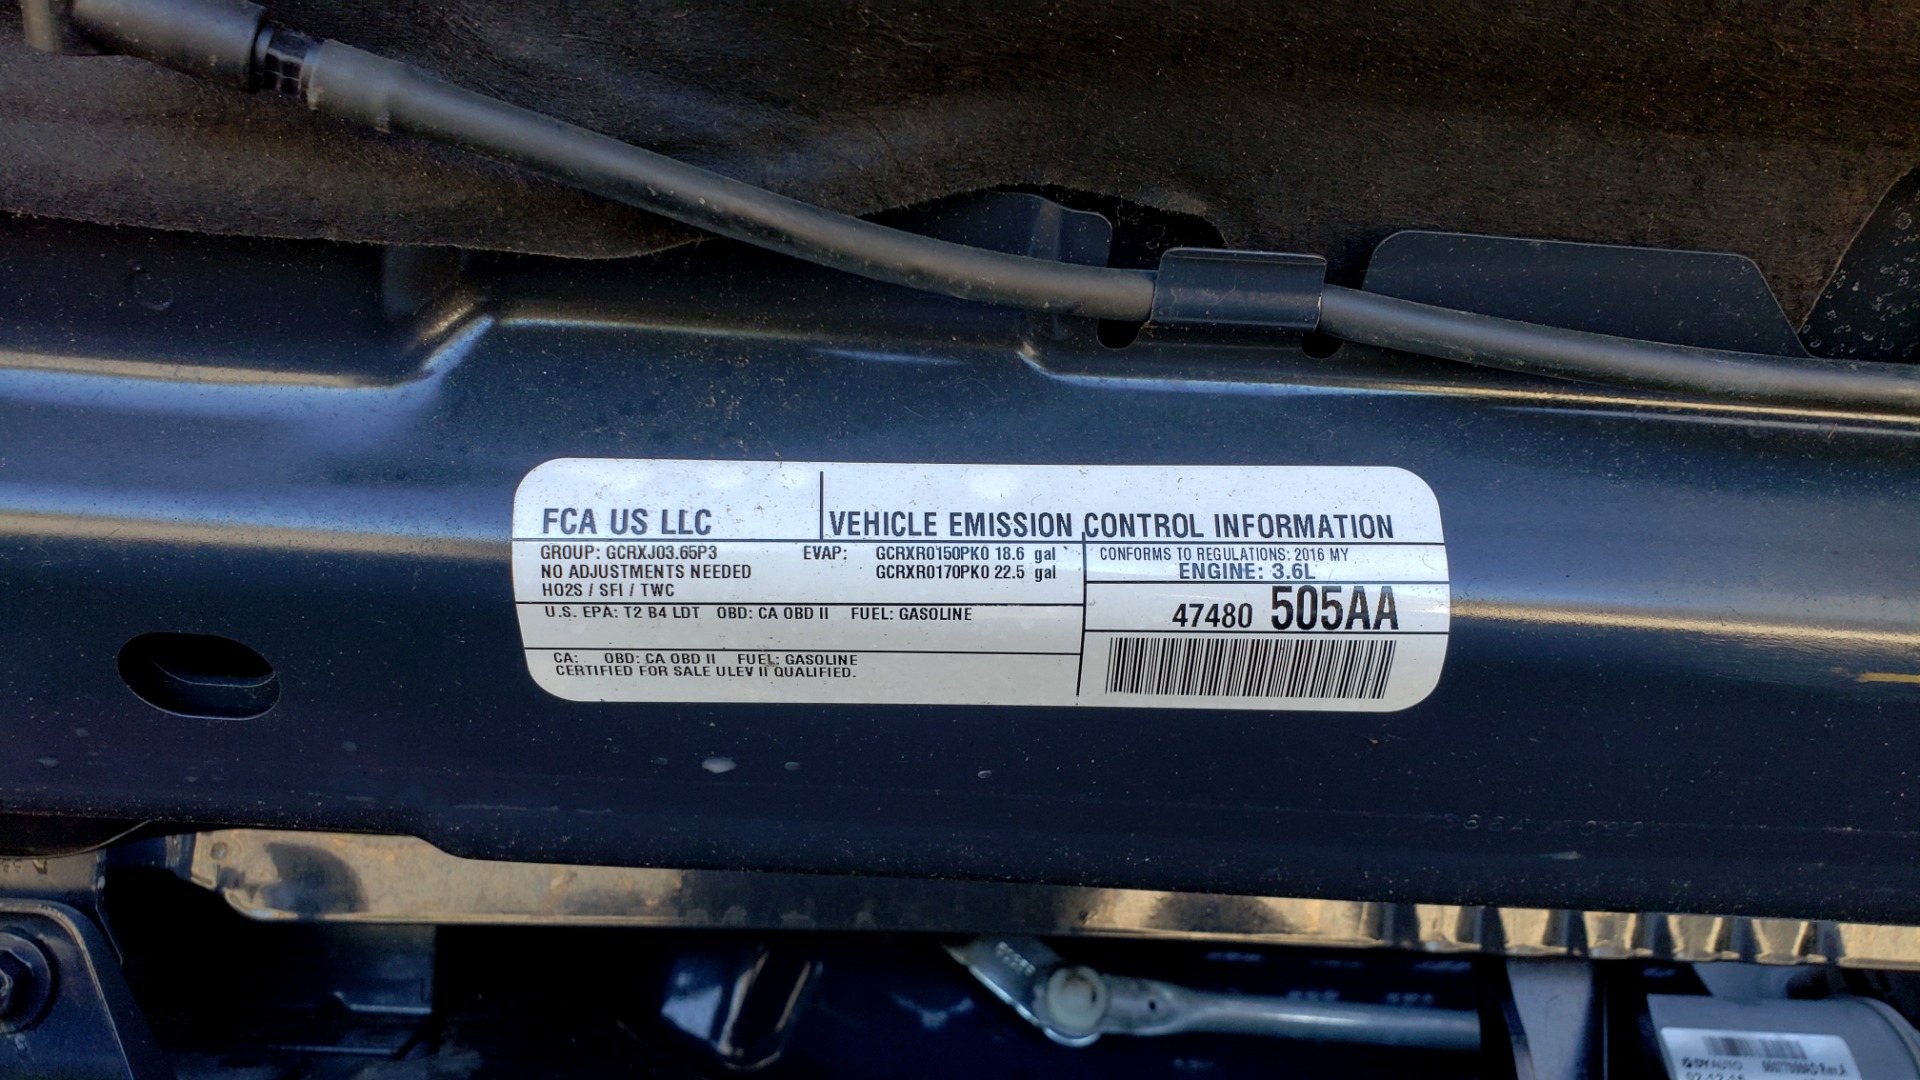 FCA US LLC
VEHICLE EMISSION CONTROL INFORMATION
GROUP: GCRXJ03.65P3
NO ADJUSTMENTS NEEDED
HO2S / SFI / TWC
EVAP: GCRXR0150PK0 18.6 gal
GCRXR0170PK0 22.5 gal
CONFORMS TO REGULATIONS: 2016 MY
ENGINE: 3.6L
U.S. EPA: T2 B4 LDT OBD: CA OBD II FUEL: GASOLINE
47480 505AA
CA: OBD: CA OBD II FUEL: GASOLINE
CERTIFIED FOR SALE ULEV II QUALIFIED.
DY AUTO
Rev.A